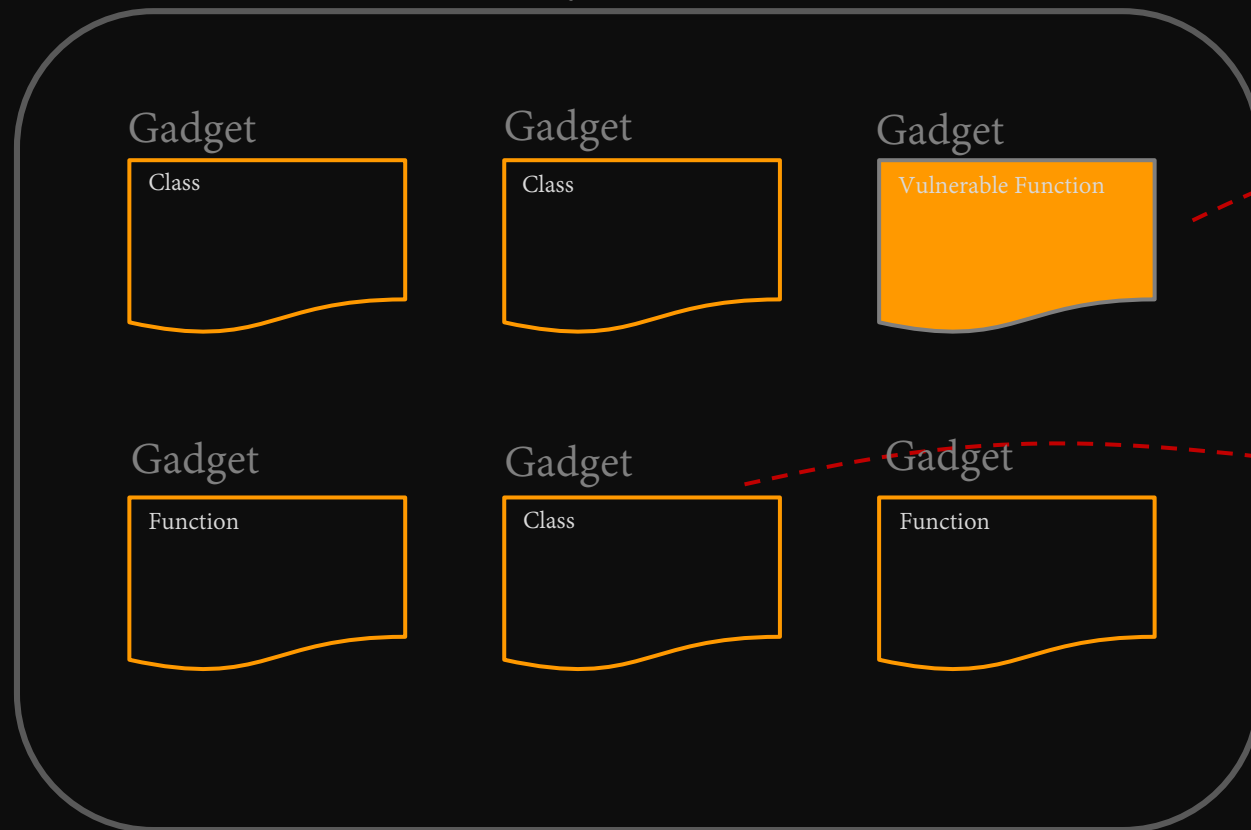 Gadget
Class
Gadget
Class
Gadget
Vulnerable Function
Gadget
Function
Gadget
Class
Gadget
Function